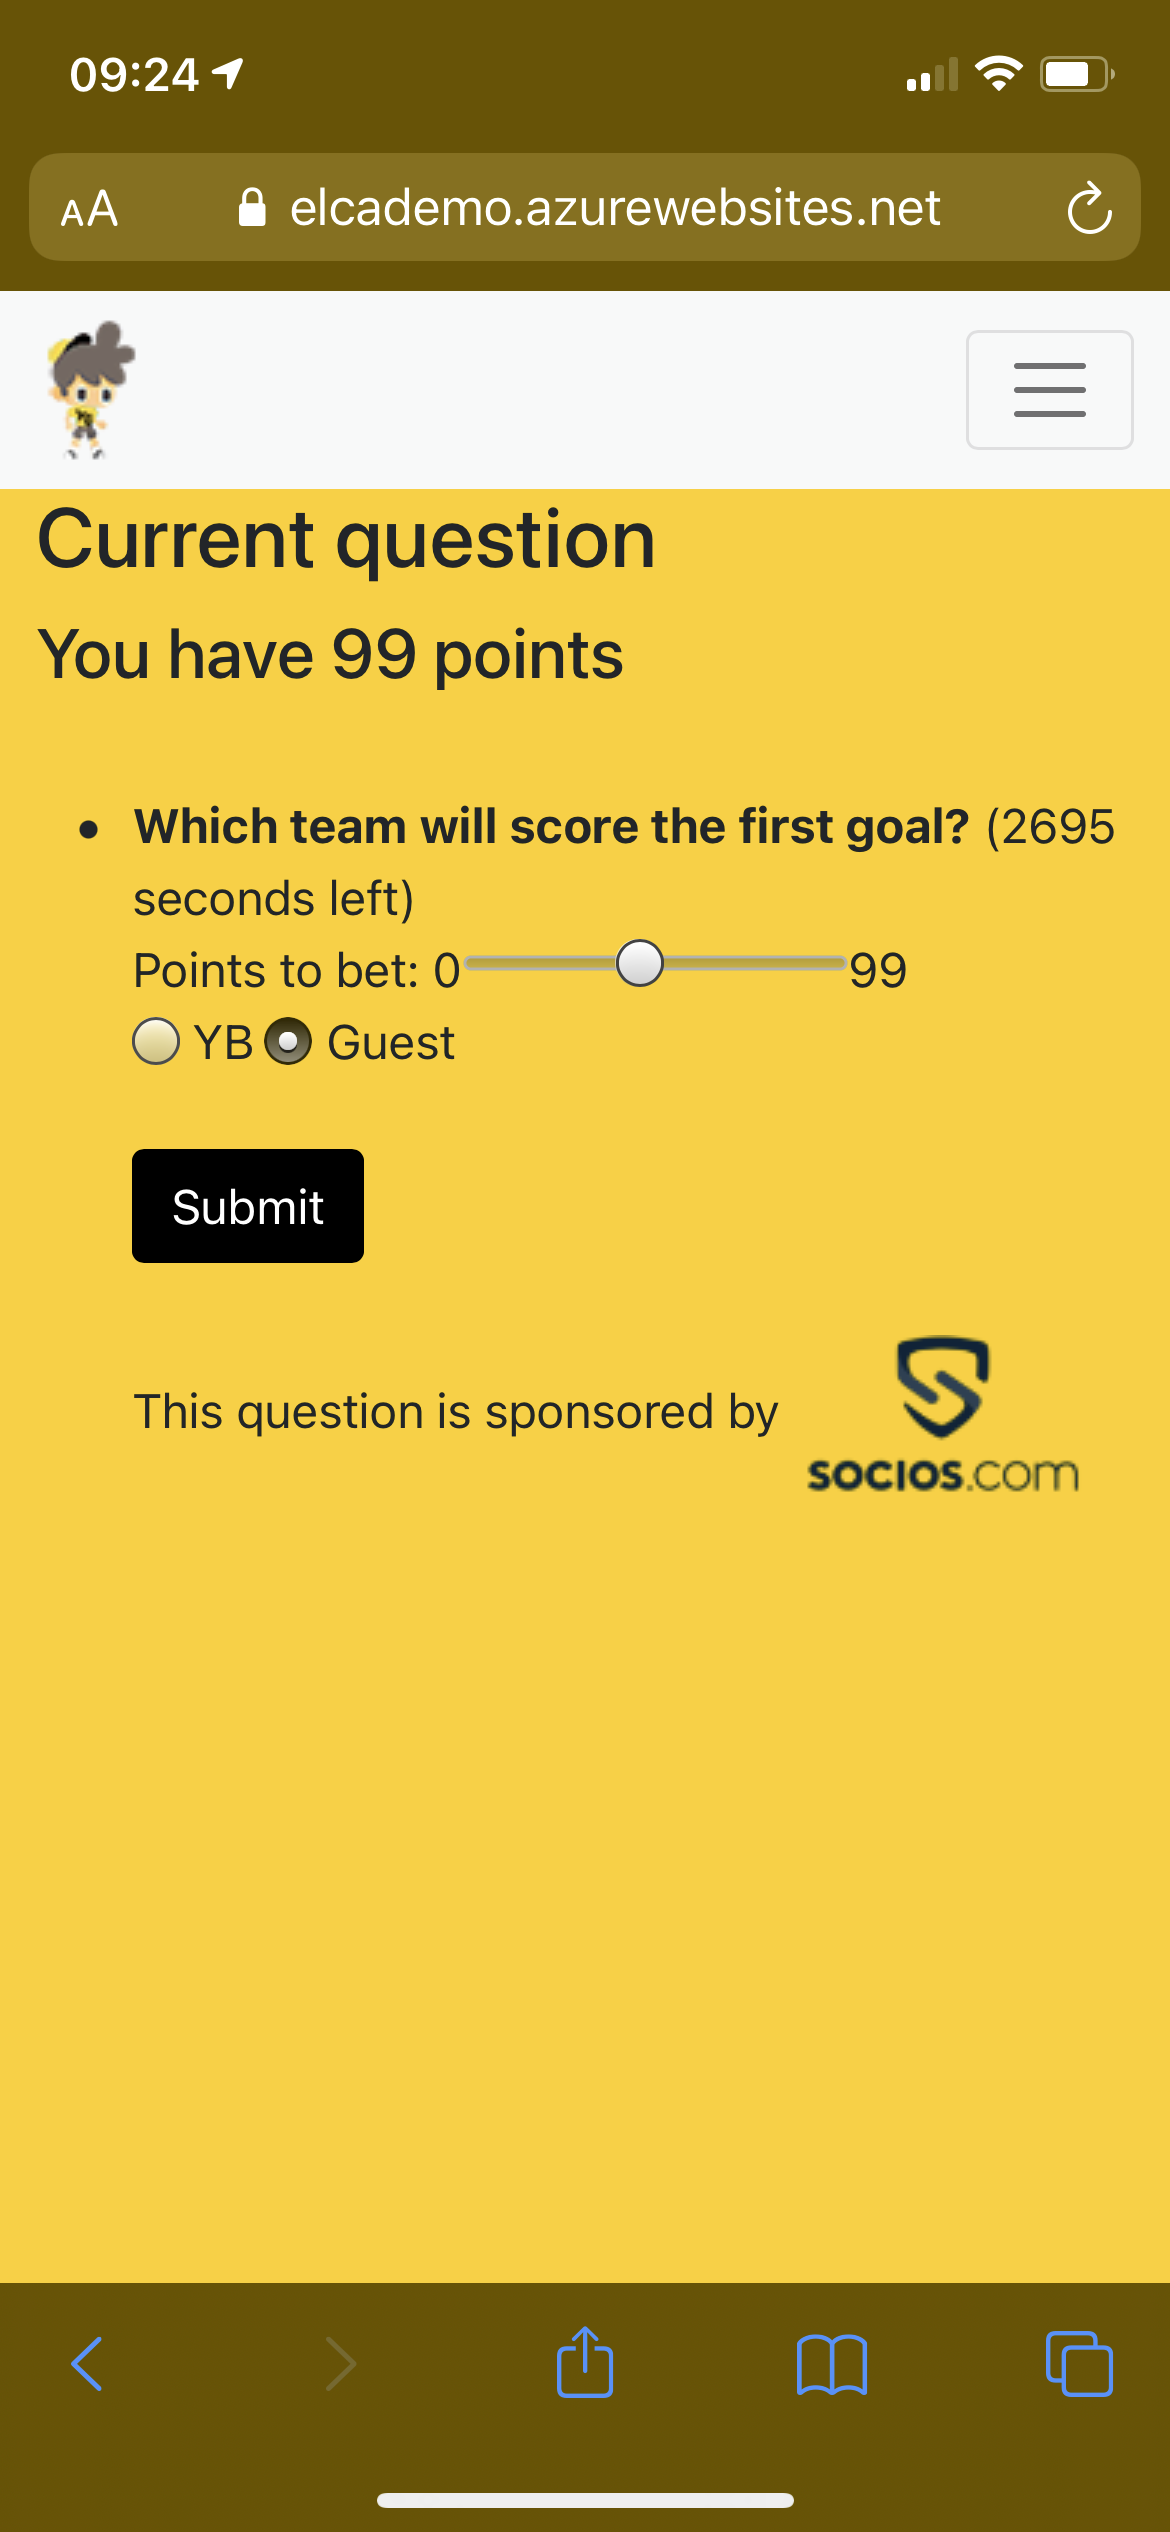 09:24
AA elcademo.azurewebsites.net
Current question
You have 99 points
• Which team will score the first goal? (2695
seconds left)
Points to bet: 0 99
YB Guest
Submit
This question is sponsored by
socios.com